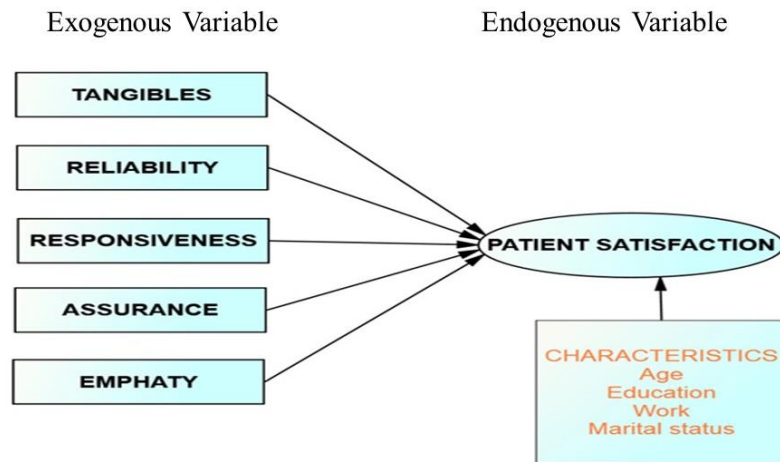 Exogenous Variable
Endogenous Variable
TANGIBLES
RELIABILITY
RESPONSIVENESS
ASSURANCE
EMPHATY
PATIENT SATISFACTION
CHARACTERISTICS
Age
Education
Work
Marital status